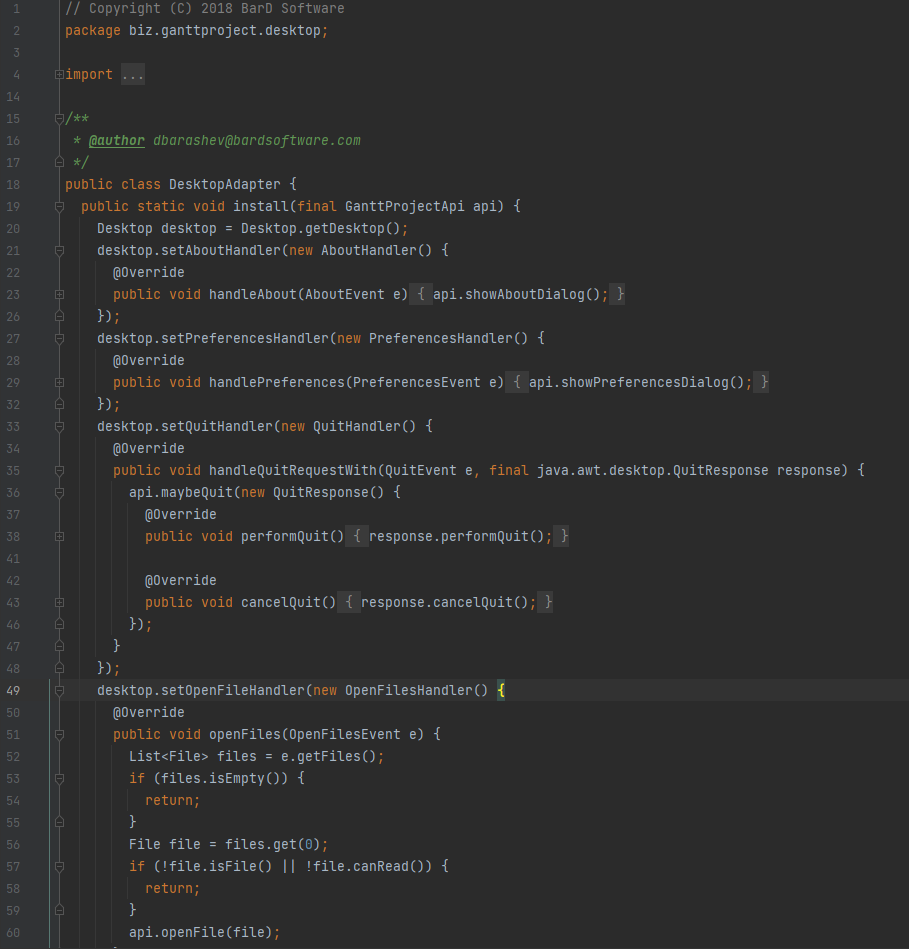 1 // Copyright (C) 2018 BarD Software
2 package biz.ganttproject.desktop;
3
4 import ...
14
15 /**
16  * @author dbarashev@bardsoftware.com
17  */
18 public class DesktopAdapter {
19   public static void install(final GanttProjectApi api) {
20     Desktop desktop = Desktop.getDesktop();
21     desktop.setAboutHandler(new AboutHandler() {
22       @Override
23       public void handleAbout(AboutEvent e) { api.showAboutDialog(); }
26     });
27     desktop.setPreferencesHandler(new PreferencesHandler() {
28       @Override
29       public void handlePreferences(PreferencesEvent e) { api.showPreferencesDialog(); }
32     });
33     desktop.setQuitHandler(new QuitHandler() {
34       @Override
35       public void handleQuitRequestWith(QuitEvent e, final java.awt.desktop.QuitResponse response) {
36         api.maybeQuit(new QuitResponse() {
37           @Override
38           public void performQuit() { response.performQuit(); }
41
42           @Override
43           public void cancelQuit() { response.cancelQuit(); }
46         });
47       }
48     });
49     desktop.setOpenFileHandler(new OpenFilesHandler() {
50       @Override
51       public void openFiles(OpenFilesEvent e) {
52         List<File> files = e.getFiles();
53         if (files.isEmpty()) {
54           return;
55         }
56         File file = files.get(0);
57         if (!file.isFile() || !file.canRead()) {
58           return;
59         }
60         api.openFile(file);